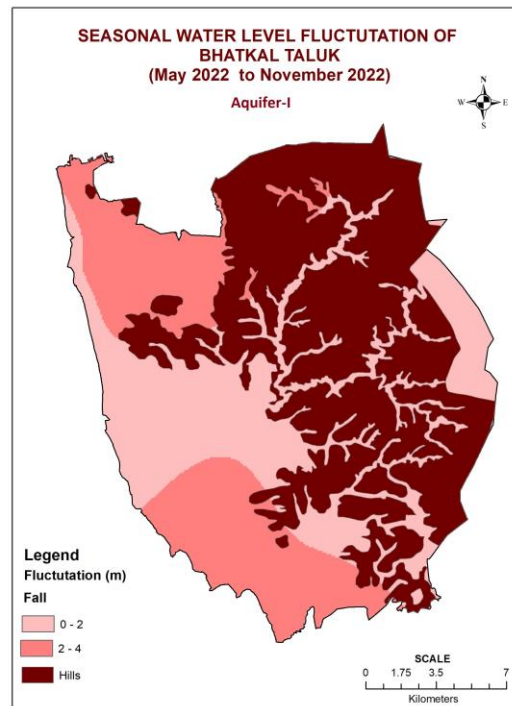 SEASONAL WATER LEVEL FLUCTUTATION OF
BHATKAL TALUK
(May 2022 to November 2022)
Aquifer-I
N
W E
S
Legend
Fluctutation (m)
Fall
0 - 2
2 - 4
Hills
SCALE
0 1.75 3.5 7
Kilometers